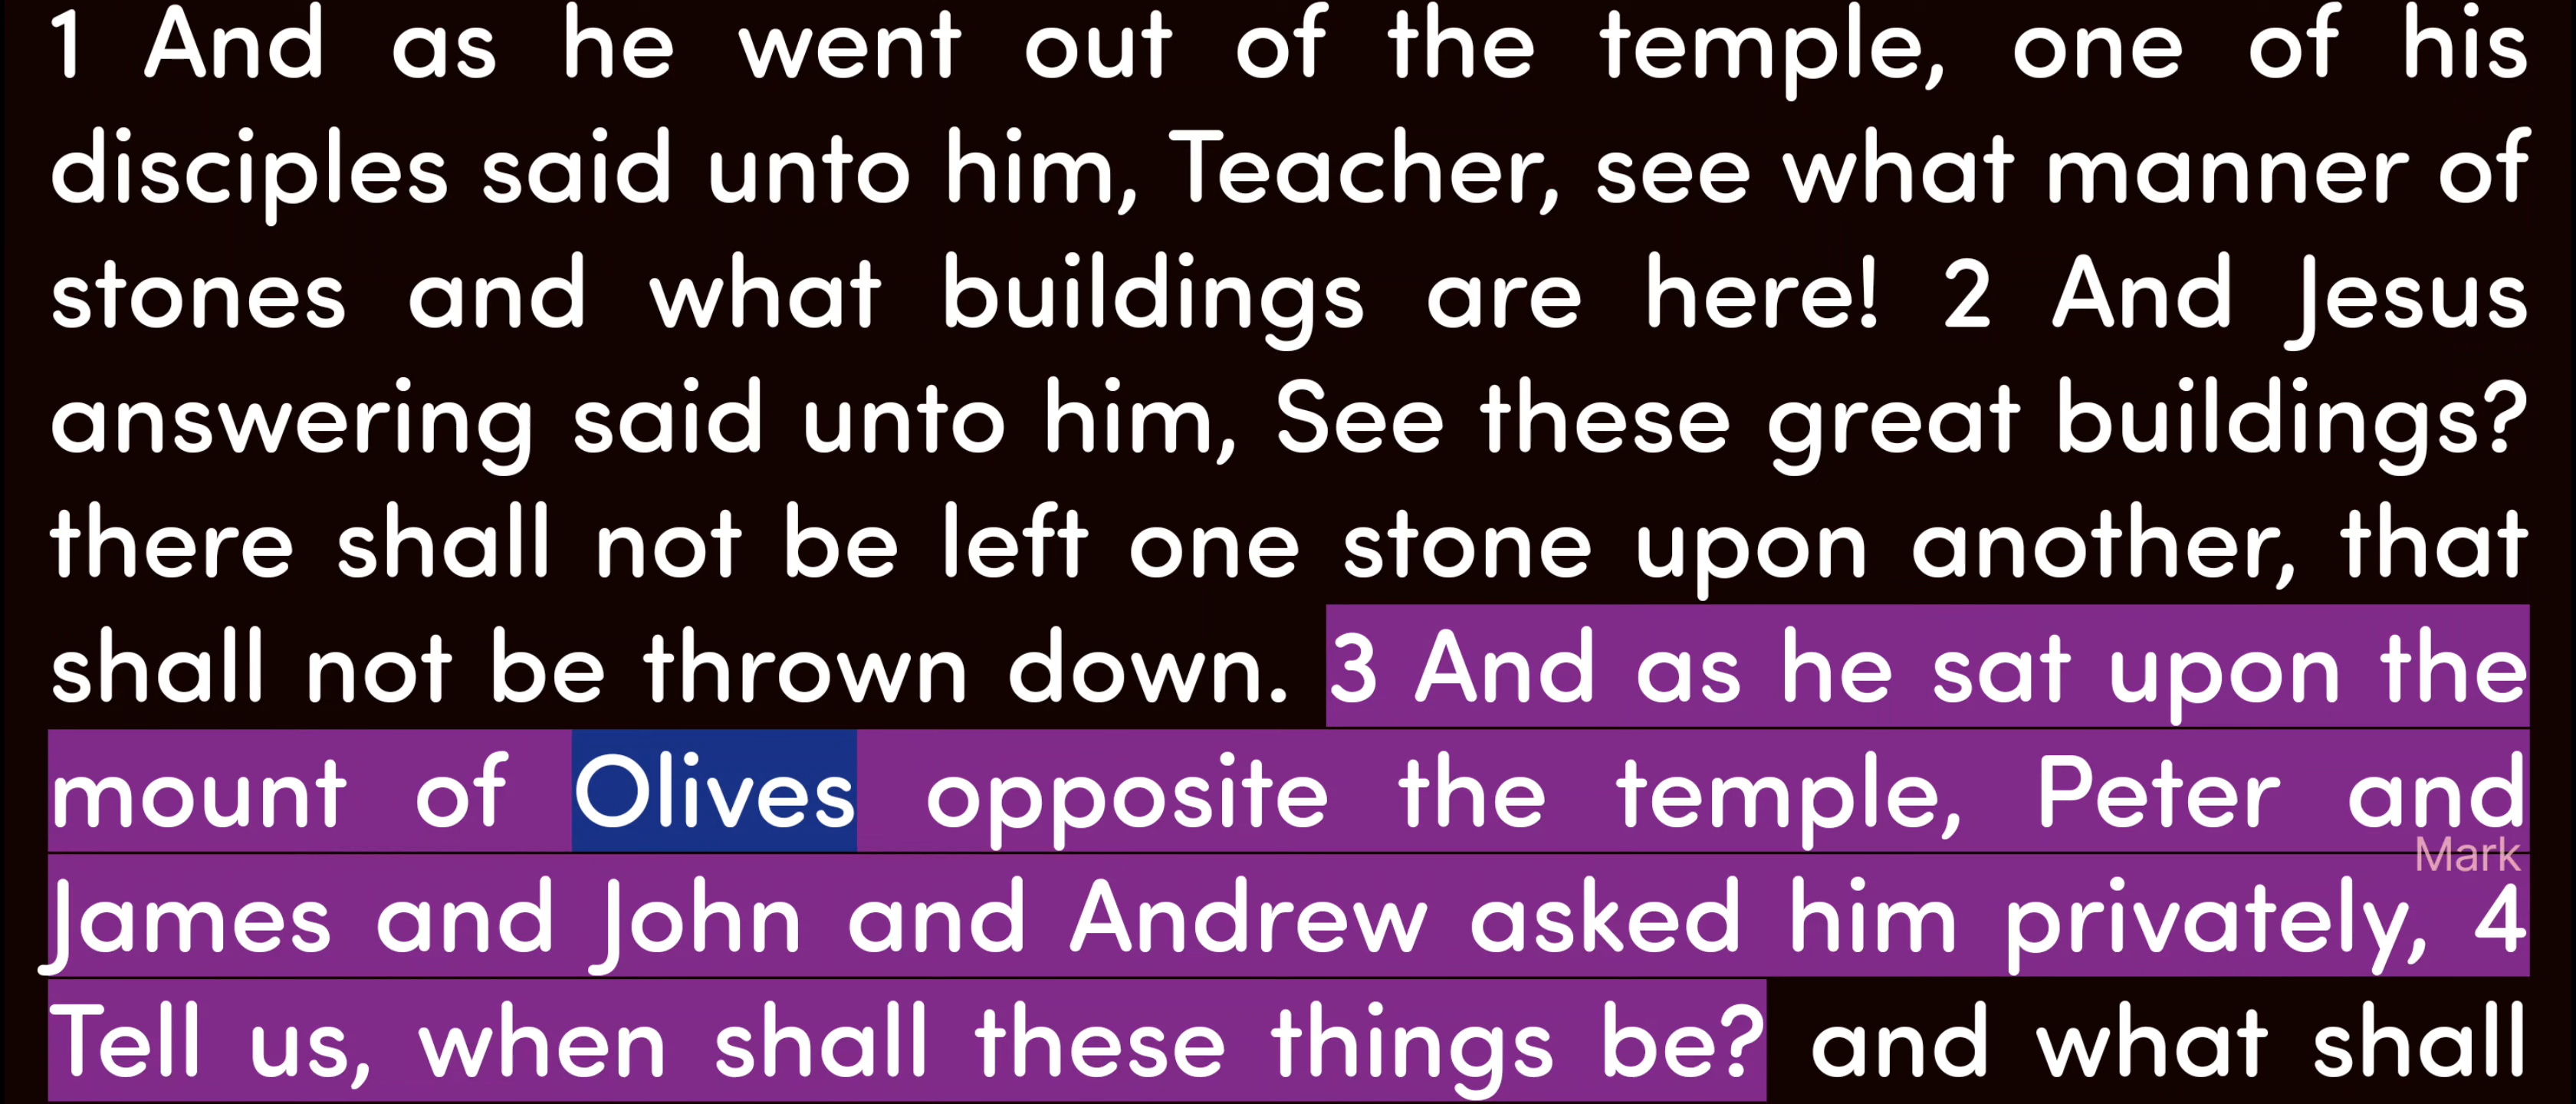 1 And as he went out of the temple, one of his
disciples said unto him, Teacher, see what manner of
stones and what buildings are here! 2 And Jesus
answering said unto him, See these great buildings?
there shall not be left one stone upon another, that
shall not be thrown down. 3 And as he sat upon the
mount of Olives opposite the temple, Peter and
Mark
James and John and Andrew asked him privately, 4
Tell us, when shall these things be? and what shall